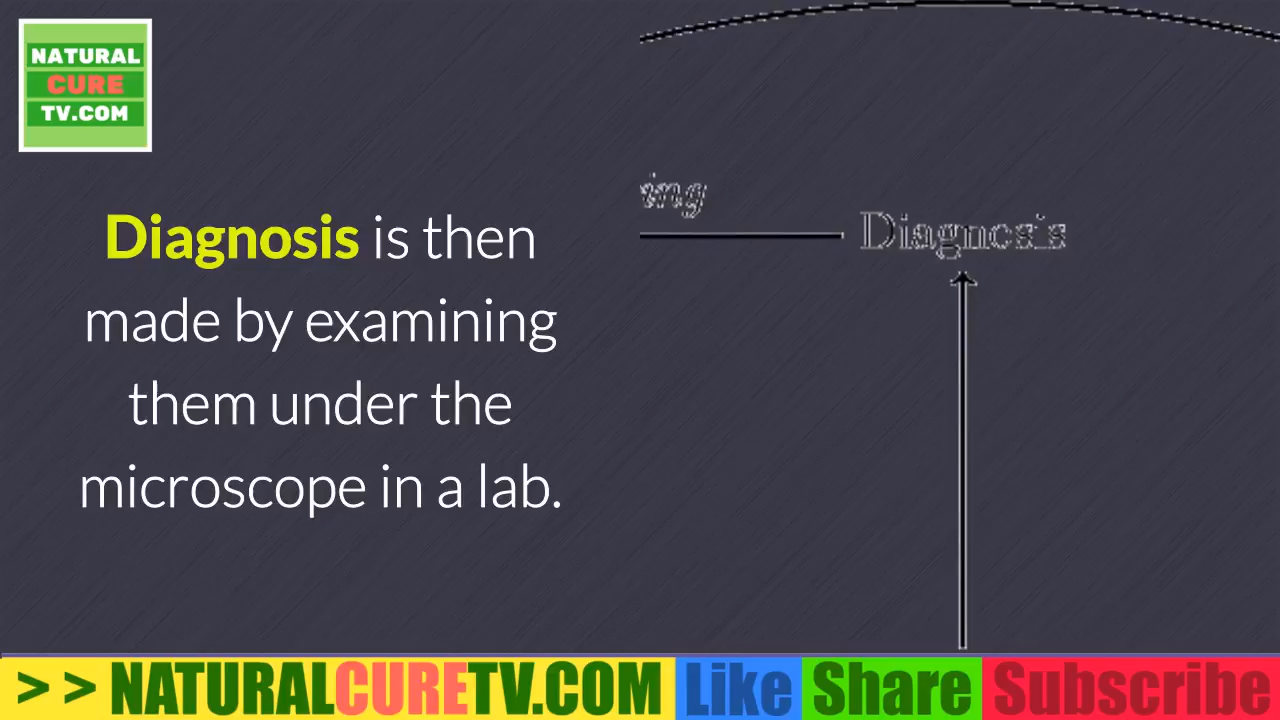 NATURAL
CURE
TV.COM
Diagnosis is then
made by examining
them under the
microscope in a lab.
ing
Diagnosis
> > NATURALCURETV.COM Like Share Subscribe